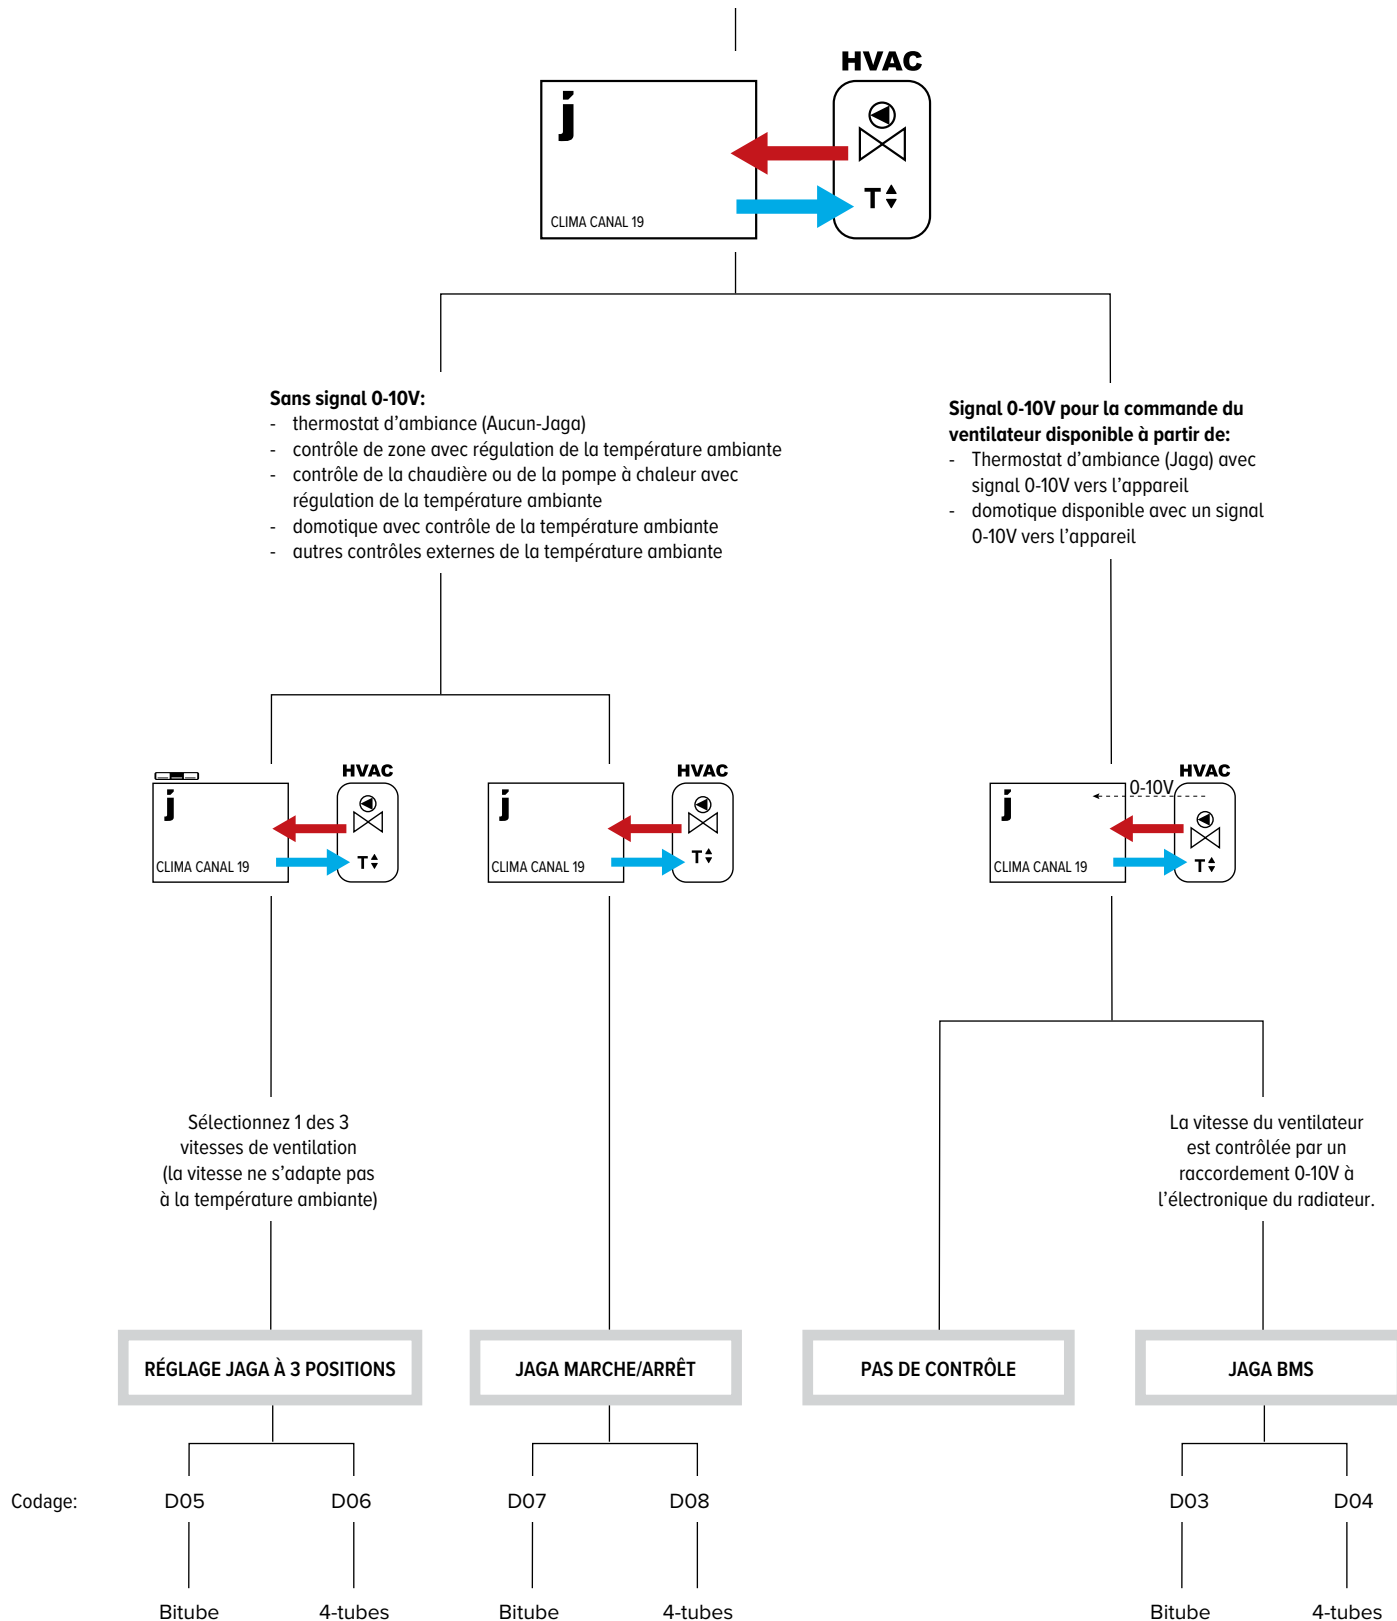 HVAC
j
T
CLIMA CANAL 19
Sans signal 0-10V:
- thermostat d'ambiance (Aucun-Jaga)
- contrôle de zone avec régulation de la température ambiante
- contrôle de la chaudière ou de la pompe à chaleur avec
régulation de la température ambiante
- domotique avec contrôle de la température ambiante
- autres contrôles externes de la température ambiante
Signal 0-10V pour la commande du
ventilateur disponible à partir de:
- Thermostat d'ambiance (Jaga) avec
signal 0-10V vers l'appareil
- domotique disponible avec un signal
0-10V vers l'appareil
HVAC
j
T
CLIMA CANAL 19
HVAC
j
T
CLIMA CANAL 19
HVAC
0-10V
j
T
CLIMA CANAL 19
Sélectionnez 1 des 3
vitesses de ventilation
(la vitesse ne s'adapte pas
à la température ambiante)
La vitesse du ventilateur
est contrôlée par un
raccordement 0-10V à
l'électronique du radiateur.
RÉGLAGE JAGA À 3 POSITIONS
JAGA MARCHE/ARRÊT
PAS DE CONTRÔLE
JAGA BMS
Codage:
D05
D06
D07
D08
D03
D04
Bitube
4-tubes
Bitube
4-tubes
Bitube
4-tubes